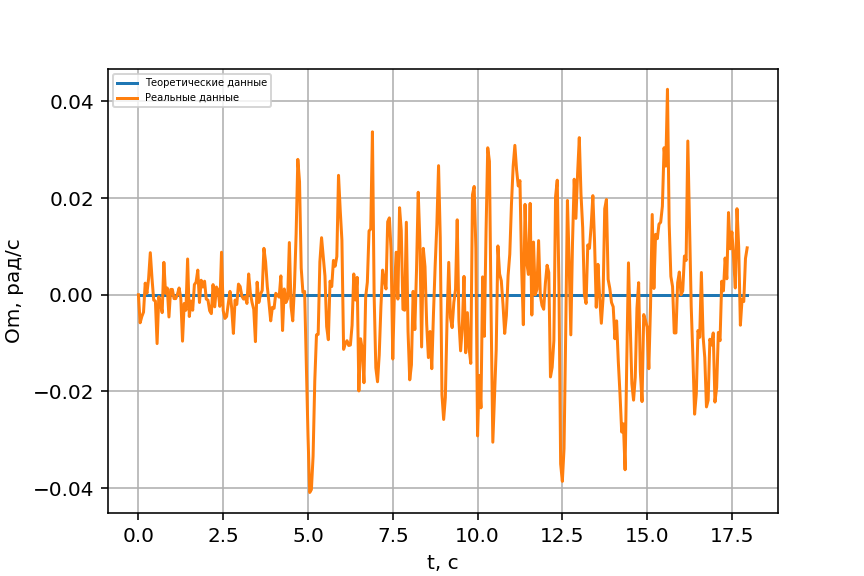 Теоретические данные
Реальные данные
0.04
0.02
0.00
−0.02
−0.04
Om, рад/с
0.0 2.5 5.0 7.5 10.0 12.5 15.0 17.5
t, c